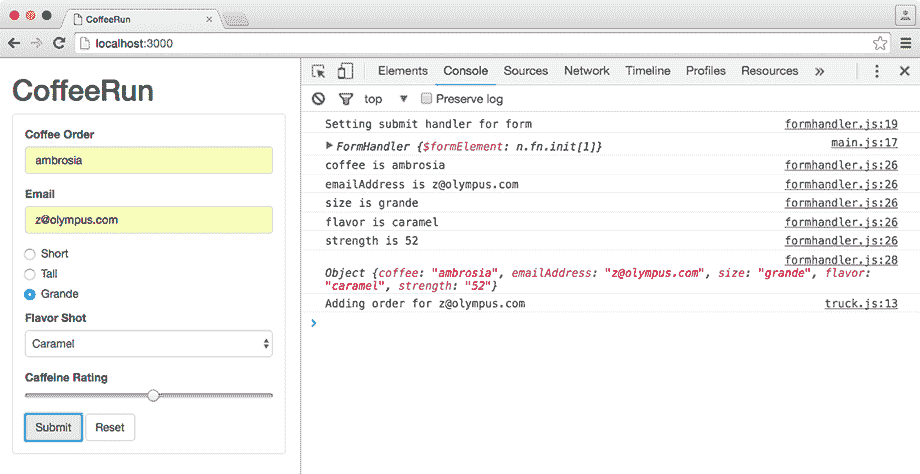 CoffeeRun
localhost:3000
CoffeeRun
Coffee Order
ambrosia
Email
z@olympus.com
Short
Tall
Grande
Flavor Shot
Caramel
Caffeine Rating
Submit Reset
Elements Console Sources Network Timeline Profiles Resources »
top Preserve log
Setting submit handler for form formhandler.js:19
FormHandler {$formElement: n.fn.init[1]} main.js:17
coffee is ambrosia formhandler.js:26
emailAddress is z@olympus.com formhandler.js:26
size is grande formhandler.js:26
flavor is caramel formhandler.js:26
strength is 52 formhandler.js:26
formhandler.js:28
Object {coffee: "ambrosia", emailAddress: "z@olympus.com", size: "grande", flavor:
"caramel", strength: "52"}
Adding order for z@olympus.com truck.js:13